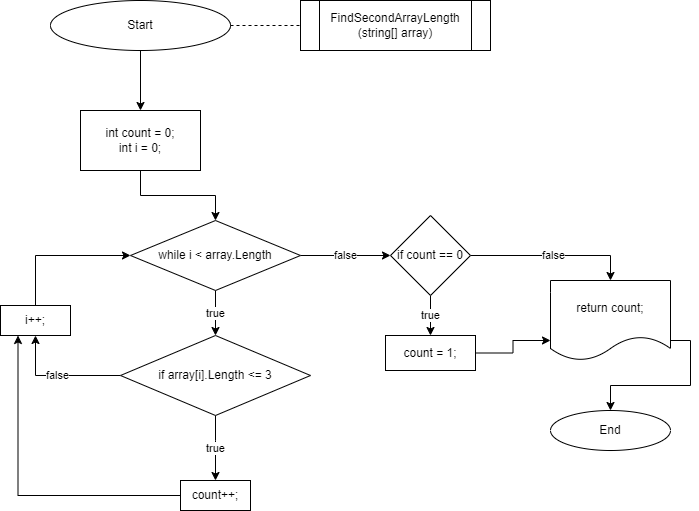 Start
FindSecondArrayLength
(string[] array)
int count = 0;
int i = 0;
while i < array.Length
false
if count == 0
false
true
true
i++;
return count;
count = 1;
if array[i].Length <= 3
false
true
End
count++;